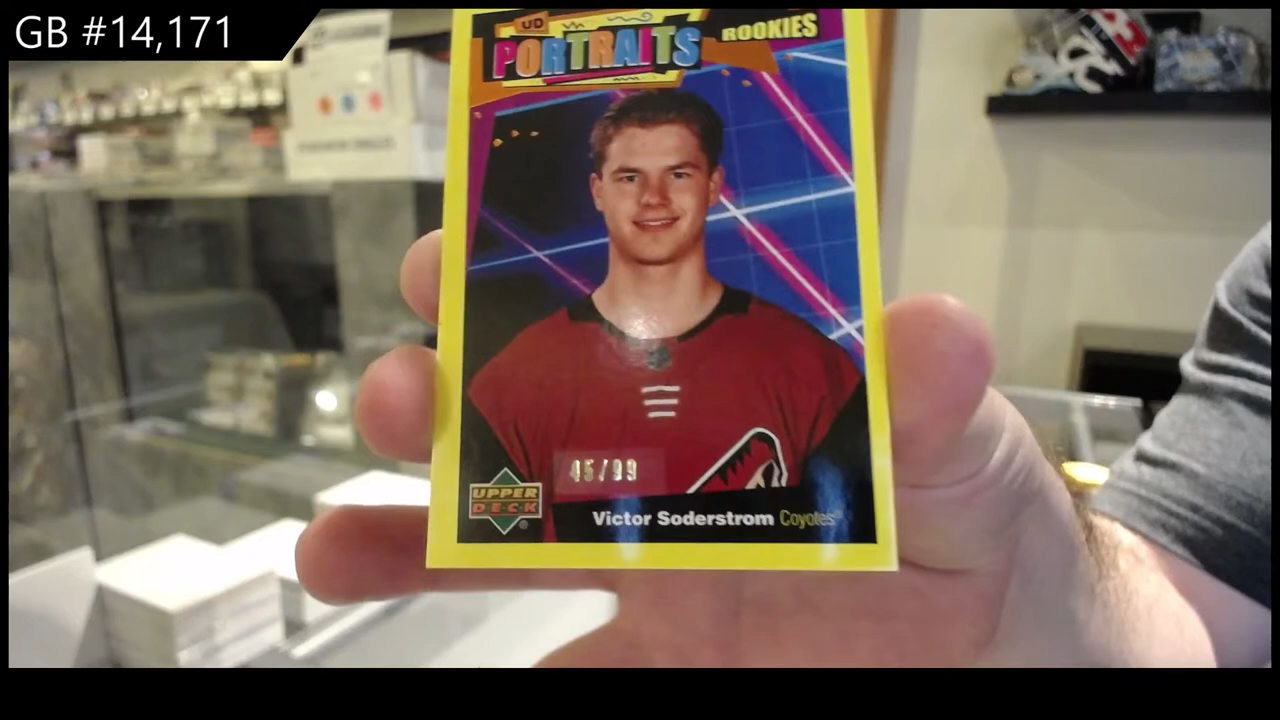 GB #14,171
UD
PORTRAITS
ROOKIES
45/99
UPPER
DECK
Victor Soderstrom Coyotes